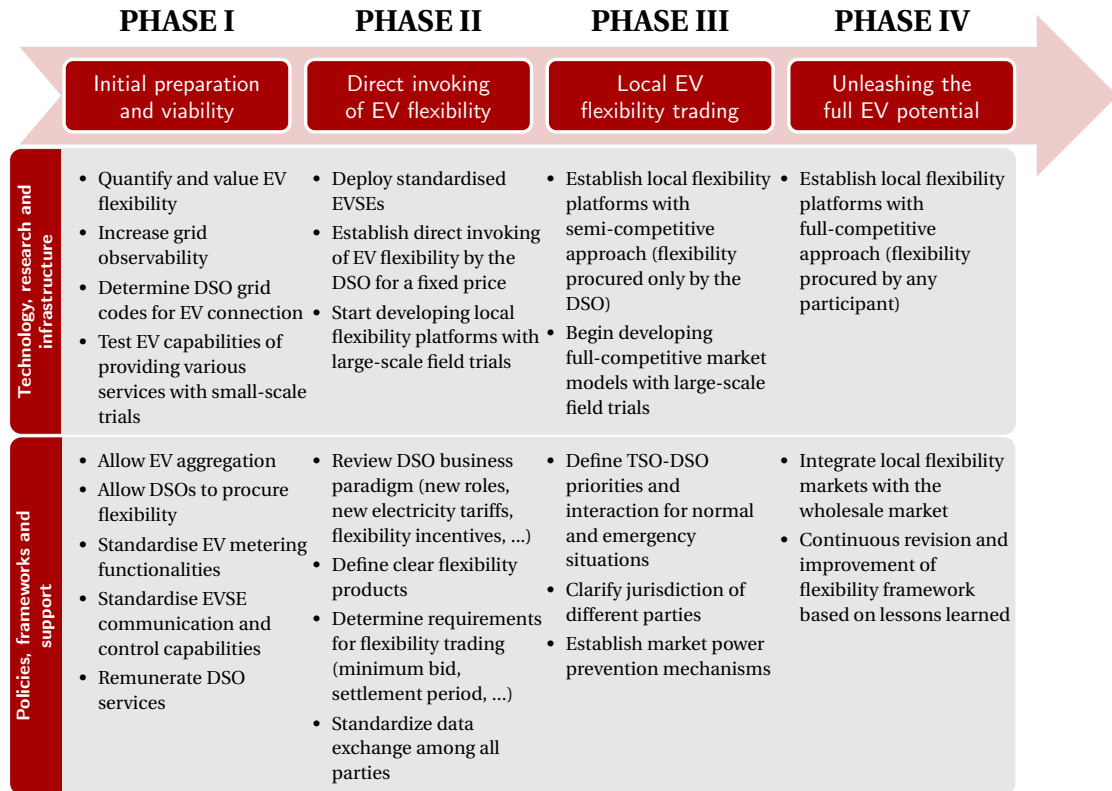 PHASE I
PHASE II
PHASE III
PHASE IV
Initial preparation
and viability
Direct invoking
of EV flexibility
Local EV
flexibility trading
Unleashing the
full EV potential
Technology, research and
infrastructure
• Quantify and value EV
flexibility
• Increase grid
observability
• Determine DSO grid
codes for EV connection
• Test EV capabilities of
providing various
services with small-scale
trials
• Deploy standardised
EVSEs
• Establish direct invoking
of EV flexibility by the
DSO for a fixed price
• Start developing local
flexibility platforms with
large-scale field trials
• Establish local flexibility
platforms with
semi-competitive
approach (flexibility
procured only by the
DSO)
• Begin developing
full-competitive market
models with large-scale
field trials
• Establish local flexibility
platforms with
full-competitive
approach (flexibility
procured by any
participant)
Policies, frameworks and
support
• Allow EV aggregation
• Allow DSOs to procure
flexibility
• Standardise EV metering
functionalities
• Standardise EVSE
communication and
control capabilities
• Remunerate DSO
services
• Review DSO business
paradigm (new roles,
new electricity tariffs,
flexibility incentives, ...)
• Define clear flexibility
products
• Determine requirements
for flexibility trading
(minimum bid,
settlement period, ...)
• Standardize data
exchange among all
parties
• Define TSO-DSO
priorities and
interaction for normal
and emergency
situations
• Clarify jurisdiction of
different parties
• Establish market power
prevention mechanisms
• Integrate local flexibility
markets with the
wholesale market
• Continuous revision and
improvement of
flexibility framework
based on lessons learned